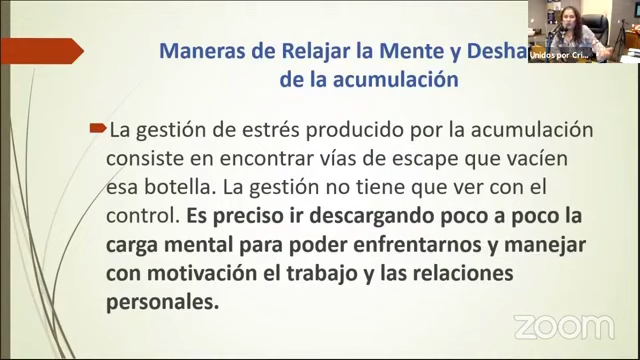 Maneras de Relajar la Mente y Desha
de la acumulación
Unidos por Cri...
La gestión de estrés producido por la acumulación
consiste en encontrar vías de escape que vacíen
esa botella. La gestión no tiene que ver con el
control. Es preciso ir descargando poco a poco la
carga mental para poder enfrentarnos y manejar
con motivación el trabajo y las relaciones
personales.
zoom